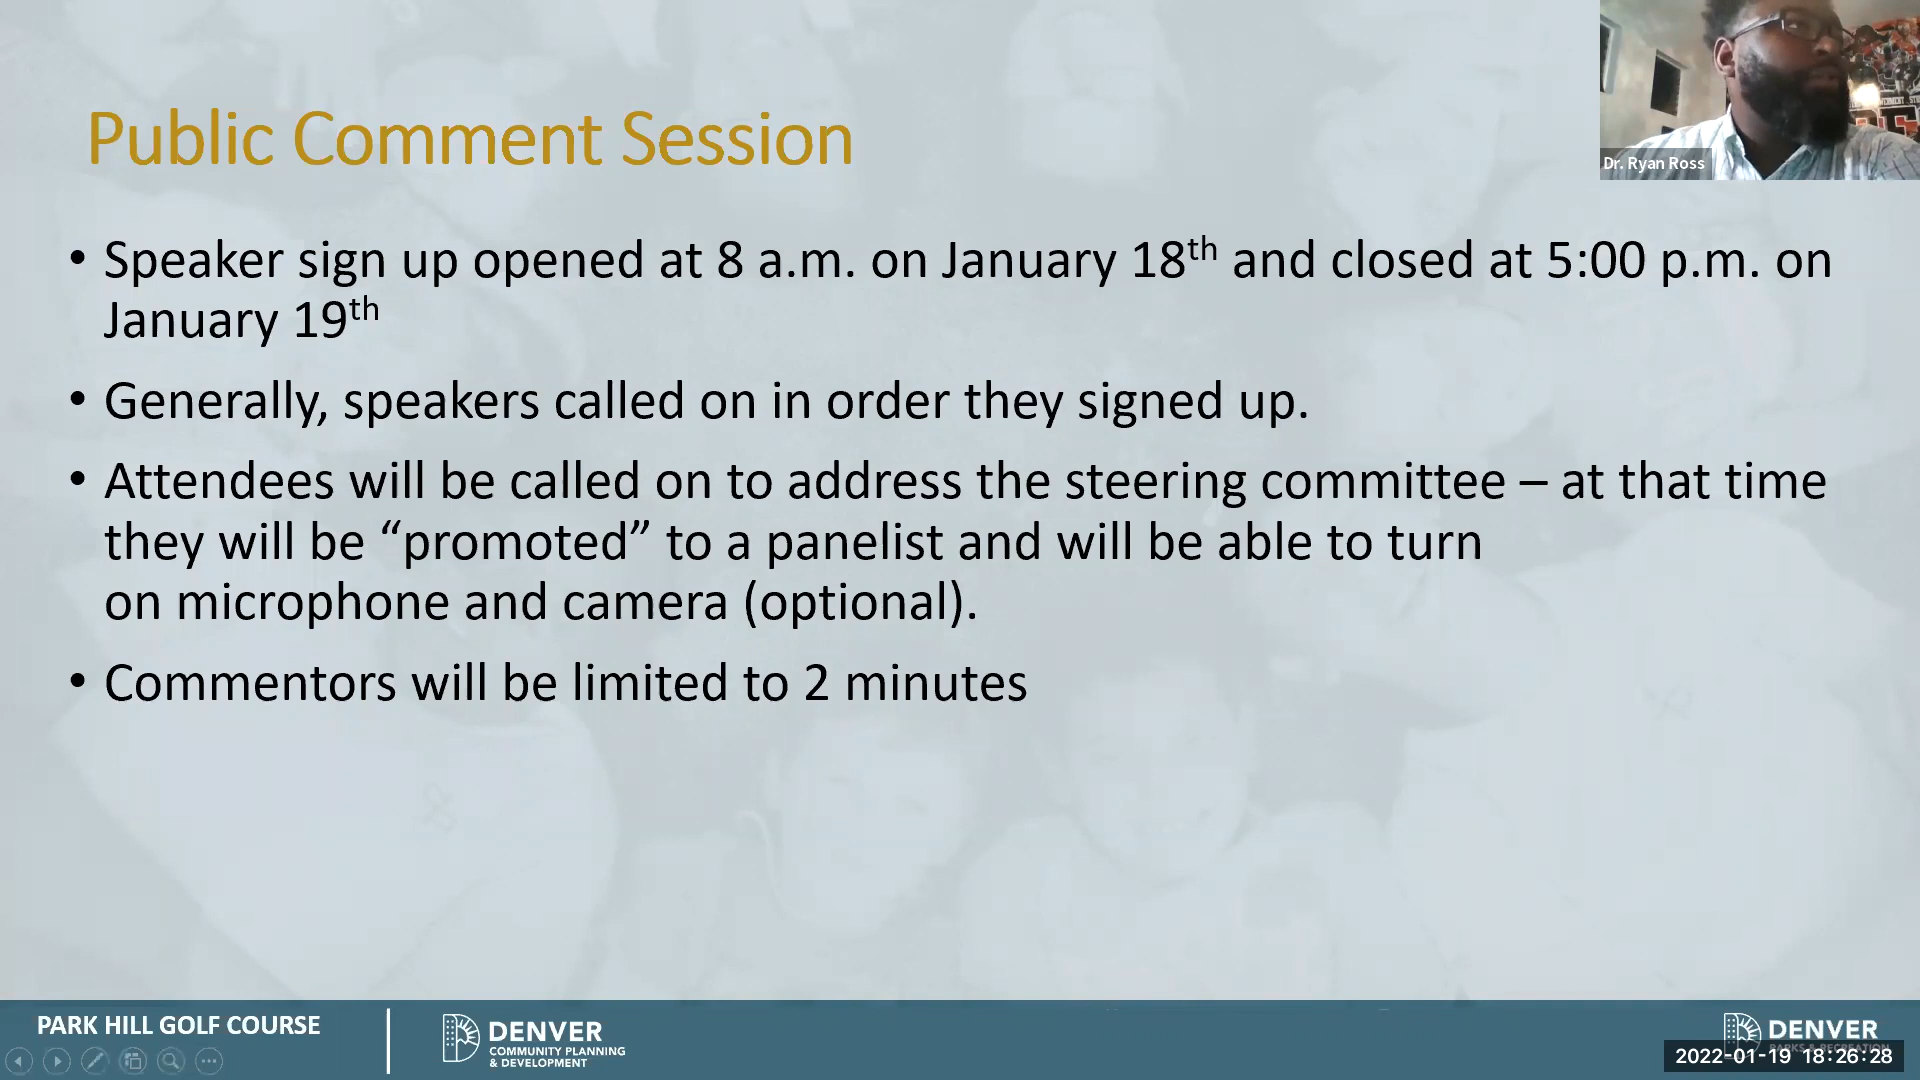 Public Comment Session
Dr. Ryan Ross
• Speaker sign up opened at 8 a.m. on January 18th and closed at 5:00 p.m. on
January 19th
• Generally, speakers called on in order they signed up.
• Attendees will be called on to address the steering committee – at that time
they will be “promoted” to a panelist and will be able to turn
on microphone and camera (optional).
• Commentors will be limited to 2 minutes
PARK HILL GOLF COURSE
DENVER
COMMUNITY PLANNING
& DEVELOPMENT
DENVER
PARKS & RECREATION
2022-01-19 18:26:28